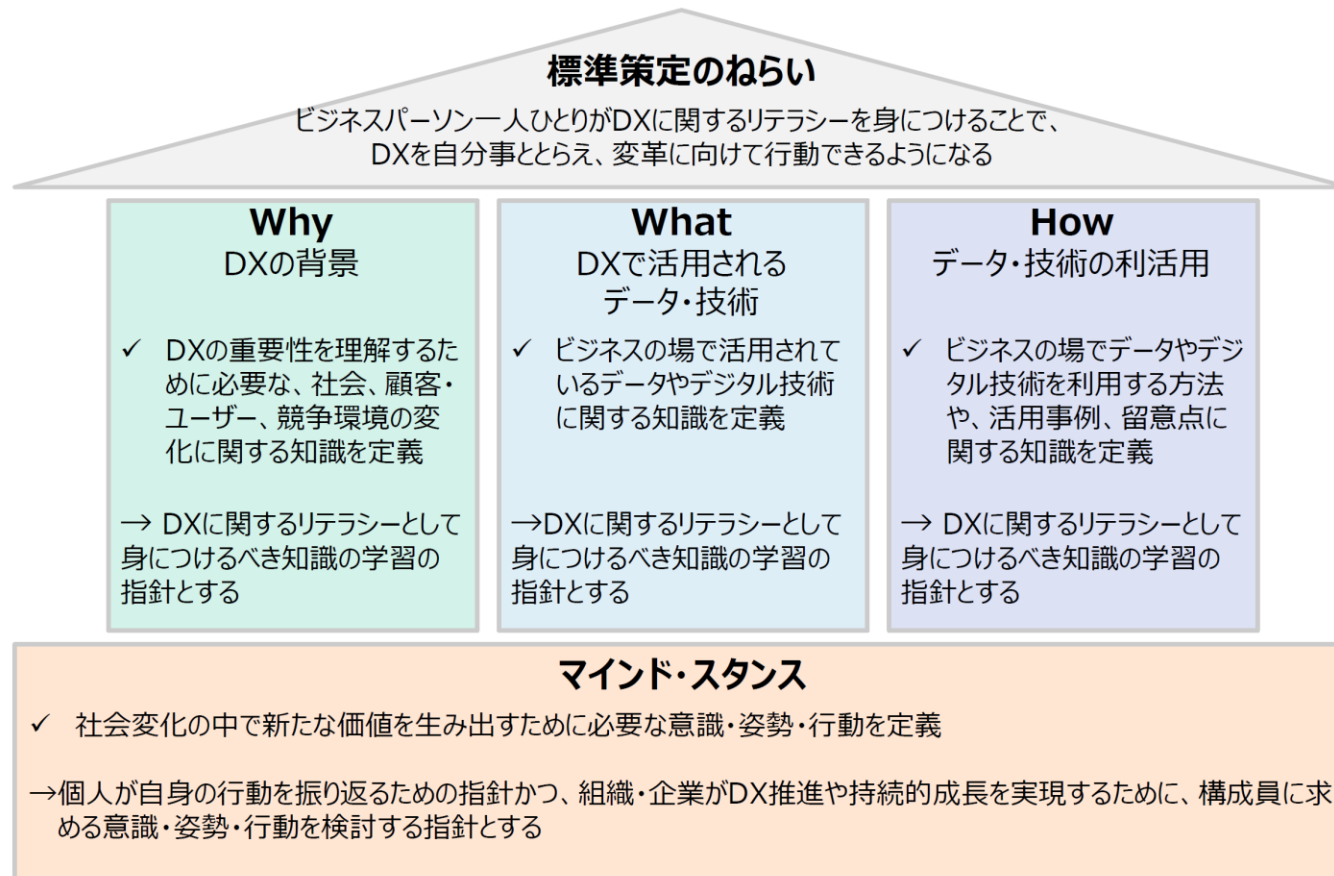 標準策定のねらい
ビジネスパーソン一人ひとりがDXに関するリテラシーを身につけることで、
DXを自分事ととらえ、変革に向けて行動できるようになる
Why
DXの背景
✓ DXの重要性を理解するた
めに必要な、社会、顧客・
ユーザー、競争環境の変
化に関する知識を定義
→ DXに関するリテラシーとして
身につけるべき知識の学習の
指針とする
What
DXで活用される
データ・技術
✓ ビジネスの場で活用されて
いるデータやデジタル技術
に関する知識を定義
→DXに関するリテラシーとして
身につけるべき知識の学習の
指針とする
How
データ・技術の利活用
✓ ビジネスの場でデータやデジ
タル技術を利用する方法
や、活用事例、留意点に
関する知識を定義
→ DXに関するリテラシーとして
身につけるべき知識の学習の
指針とする
マインド・スタンス
✓ 社会変化の中で新たな価値を生み出すために必要な意識・姿勢・行動を定義
→個人が自身の行動を振り返るための指針かつ、組織・企業がDX推進や持続的成長を実現するために、構成員に求
める意識・姿勢・行動を検討する指針とする